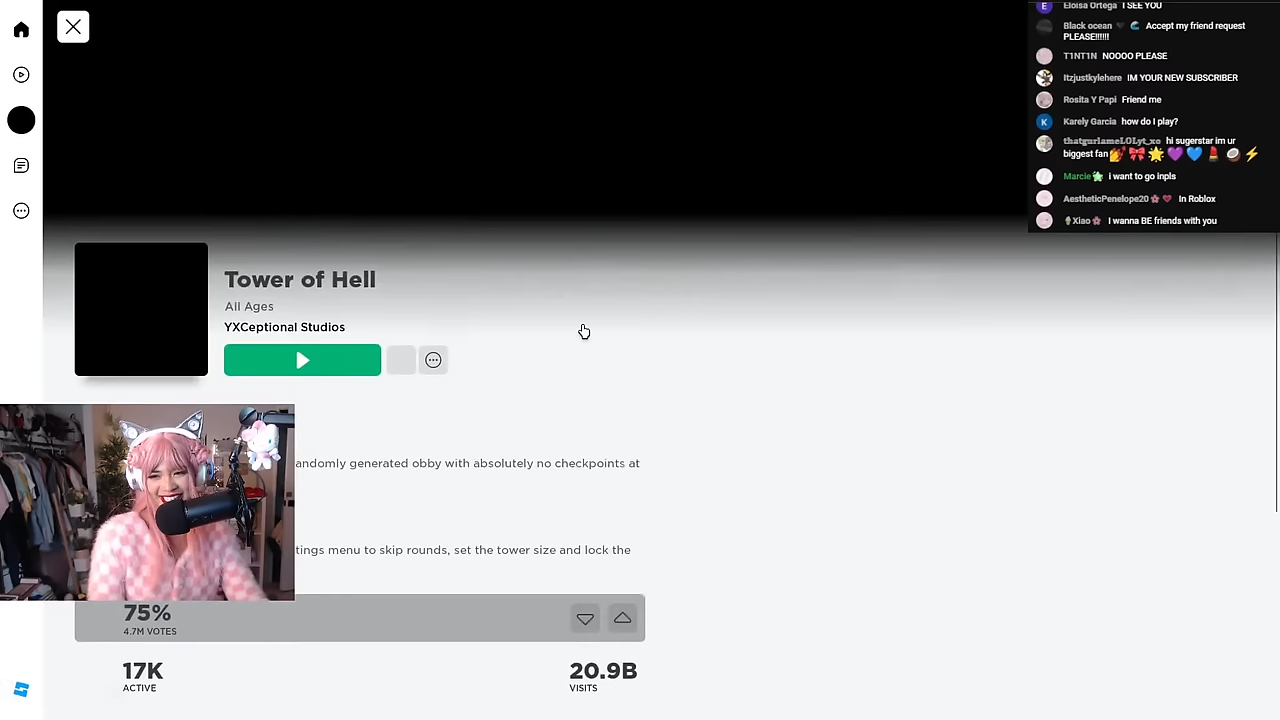 Eloisa Ortega I SEE YOU
Black ocean Accept my friend request
PLEASE!!!!!!
T1NT1N NOOOO PLEASE
Itzjustkylehere IM YOUR NEW SUBSCRIBER
Rosita Y Papi Friend me
K Karely Garcia how do I play?
thatgurlameLOLyt_xo hi sugerstar im ur
biggest fan
Marcie i want to go inpls
AestheticPenelope20 In Roblox
Xiao I wanna BE friends with you
Tower of Hell
All Ages
YXCeptional Studios
andomly generated obby with absolutely no checkpoints at
tings menu to skip rounds, set the tower size and lock the
75%
4.7M VOTES
17K
ACTIVE
20.9B
VISITS